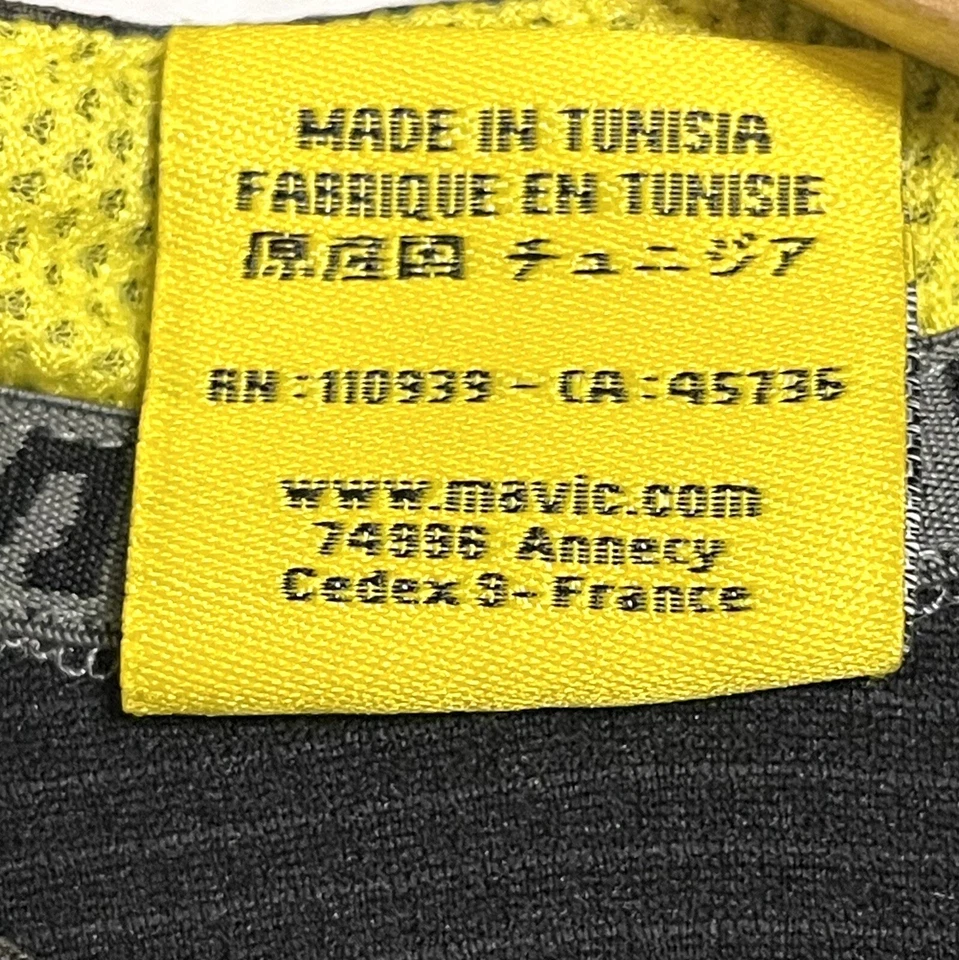 MADE IN TUNISIA
FABRIQUE EN TUNISIE
原産国 チュニジア
RN : 110939 - CA : 45736
www.mavic.com
74996 Annecy
Cedex 9 - France